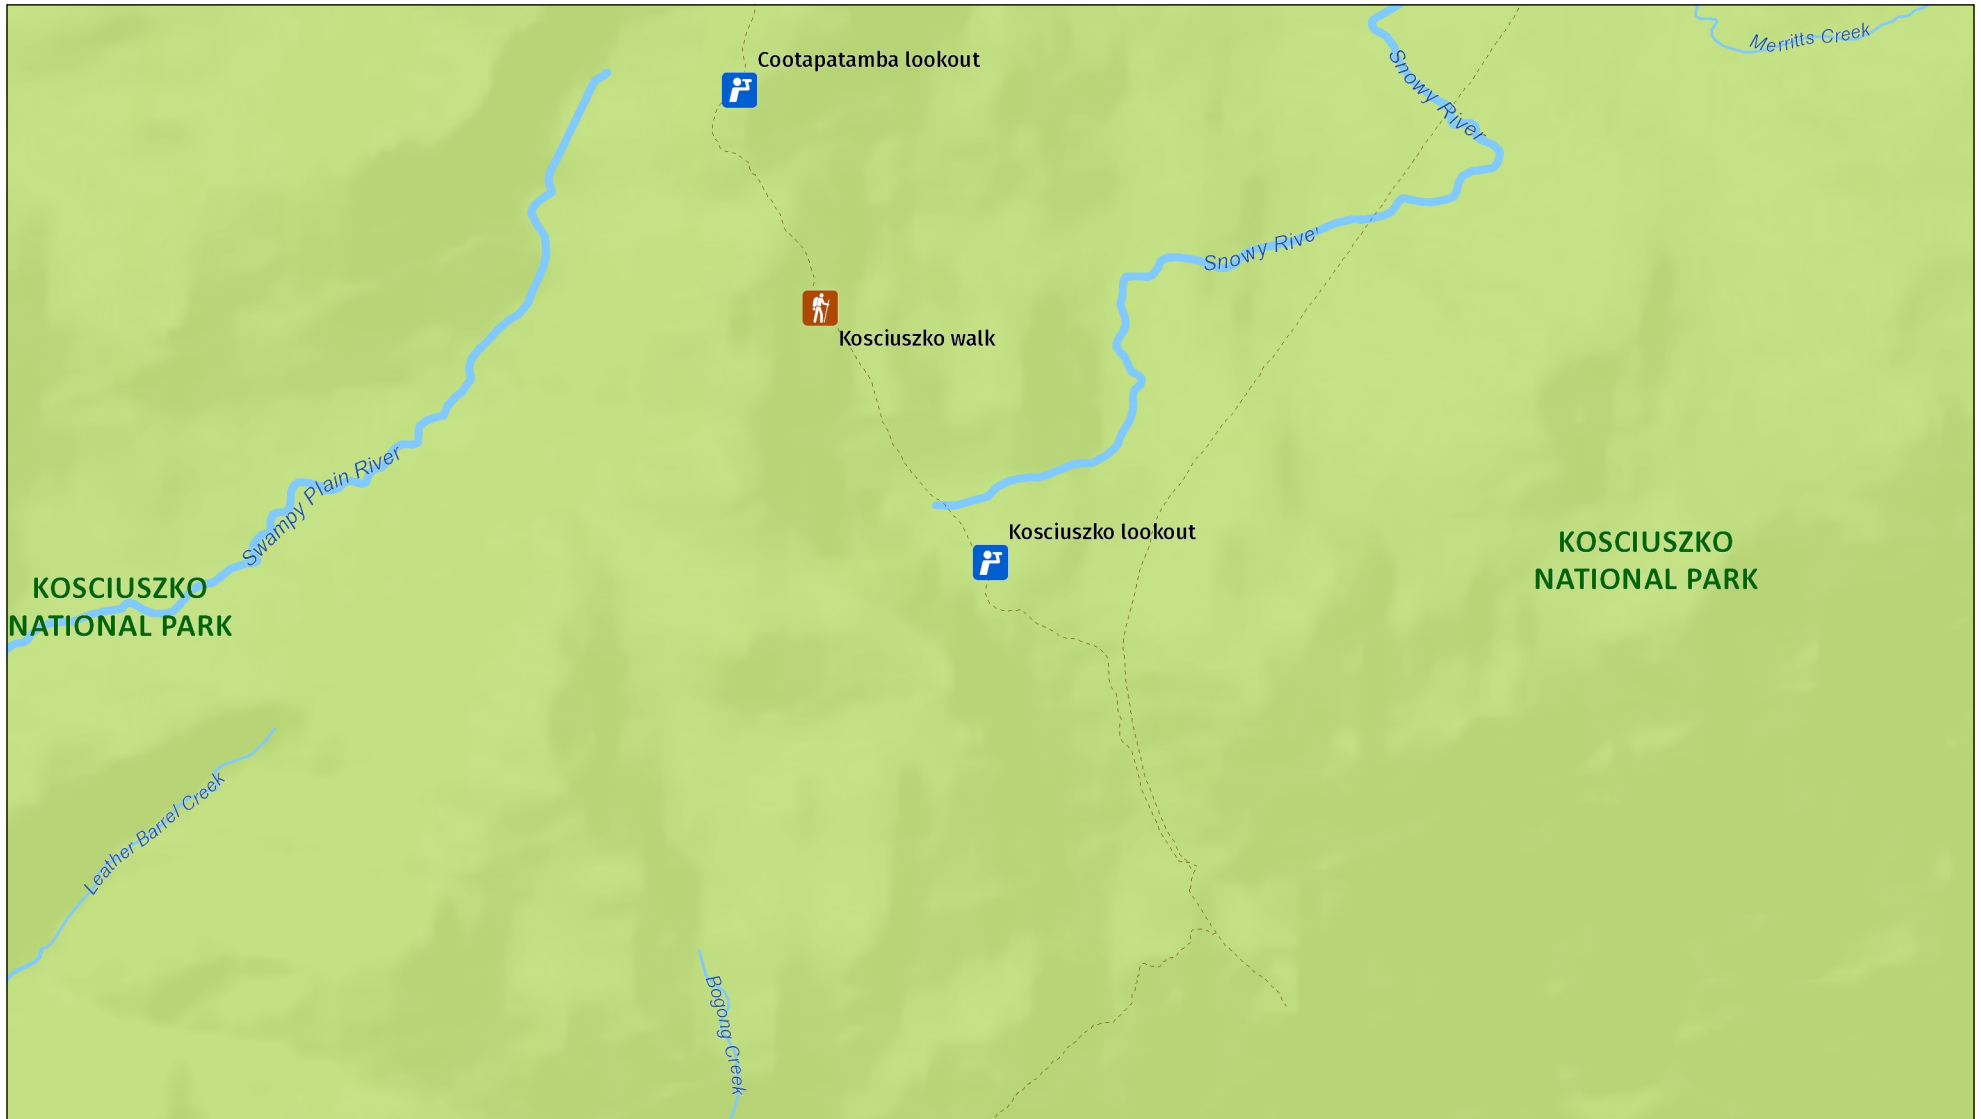 Cootapatamba lookout
Merritts Creek
Snowy River
Snowy Rive
Kosciuszko walk
Swampy Plain River
Kosciuszko lookout
KOSCIUSZKO
NATIONAL PARK
KOSCIUSZKO
NATIONAL PARK
Leather Barrel Creek
Bogong Creek